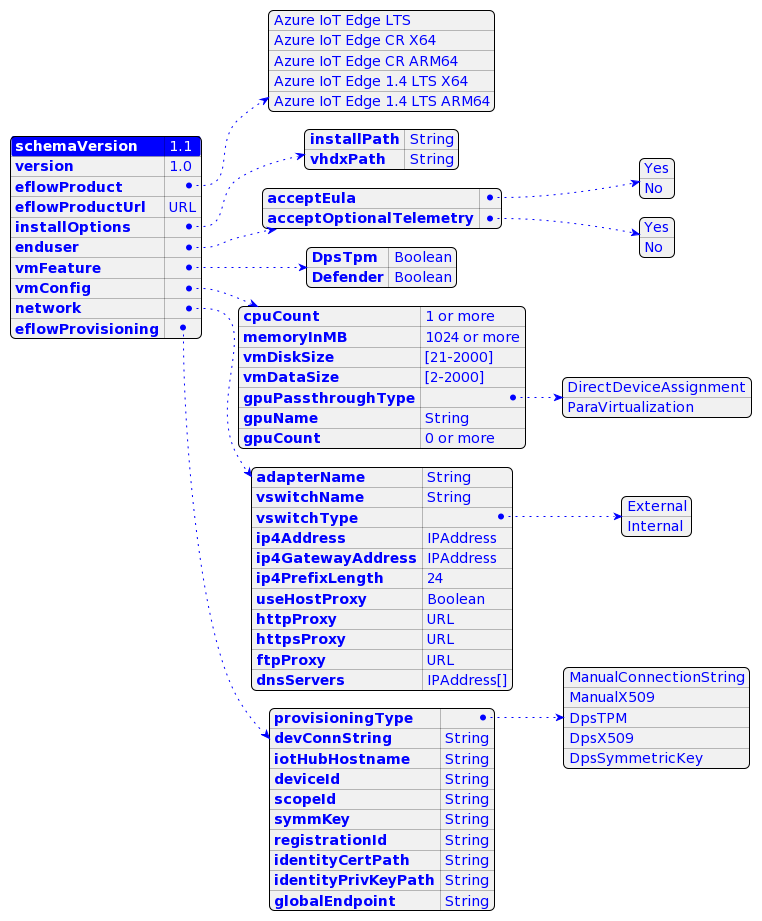 Azure IoT Edge LTS
Azure IoT Edge CR X64
Azure IoT Edge CR ARM64
Azure IoT Edge 1.4 LTS X64
Azure IoT Edge 1.4 LTS ARM64
schemaVersion 1.1
version 1.0
eflowProduct
eflowProductUrl URL
installOptions
enduser
vmFeature
vmConfig
network
eflowProvisioning
installPath String
vhdxPath String
acceptEula
acceptOptionalTelemetry
Yes
No
Yes
No
DpsTpm Boolean
Defender Boolean
cpuCount 1 or more
memoryInMB 1024 or more
vmDiskSize [21-2000]
vmDataSize [2-2000]
gpuPassthroughType
gpuName String
gpuCount 0 or more
DirectDeviceAssignment
ParaVirtualization
adapterName String
vswitchName String
vswitchType
ip4Address IPAddress
ip4GatewayAddress IPAddress
ip4PrefixLength 24
useHostProxy Boolean
httpProxy URL
httpsProxy URL
ftpProxy URL
dnsServers IPAddress[]
External
Internal
provisioningType
devConnString String
iotHubHostname String
deviceId String
scopeId String
symmKey String
registrationId String
identityCertPath String
identityPrivKeyPath String
globalEndpoint String
ManualConnectionString
ManualX509
DpsTPM
DpsX509
DpsSymmetricKey